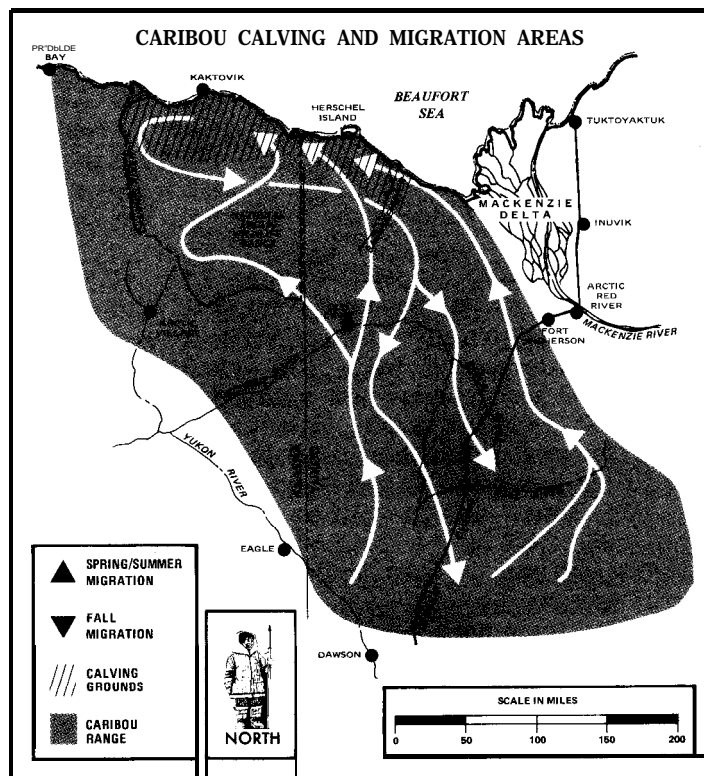 CARIBOU CALVING AND MIGRATION AREAS
BAY
KAKTOVIK
HERSCHEL
ISLAND
BEAUFORT
SEA
TUKTOYAKTUK
MACKENZIE
DELTA
INUVIK
ARCTIC
RED
RIVER
FORT
MACKENZIE RIVER
YUKON
RIVER
EAGLE
DAWSON
SPRING/SUMMER
MIGRATION
FALL
MIGRATION
CALVING
GROUNDS
CARIBOU
RANGE
NORTH
SCALE IN MILES
0 50 100 150 200